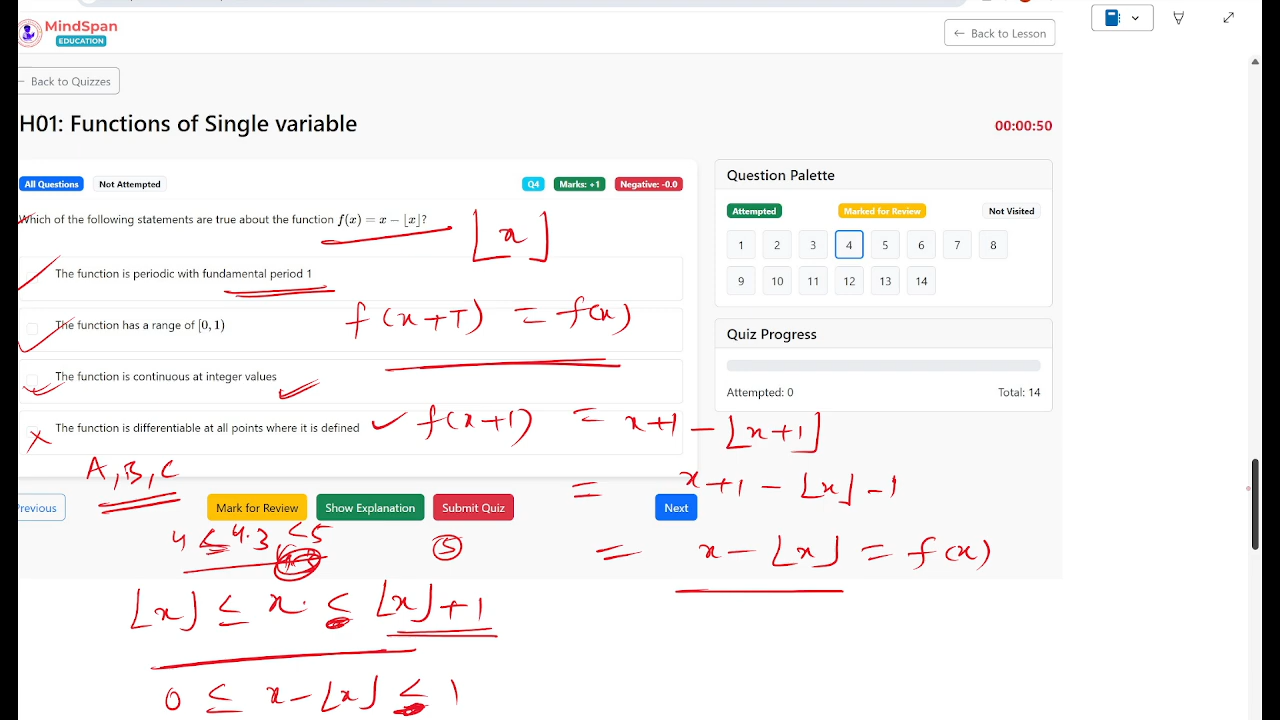 MindSpan
EDUCATION
← Back to Lesson
Back to Quizzes
H01: Functions of Single variable
00:00:50
All Questions Not Attempted Q4 Marks: +1 Negative: -0.0
Which of the following statements are true about the function f(x) = x − ⌊x⌋?
⌊x⌋
The function is periodic with fundamental period 1
The function has a range of [0, 1)
f(x+T) = f(x)
The function is continuous at integer values
The function is differentiable at all points where it is defined
✓ f(x+1) = x+1 − ⌊x+1⌋
A, B, C
= x+1 − ⌊x⌋ − 1
Previous Mark for Review Show Explanation Submit Quiz Next
4 ≤ 4.3 < 5
5
= x − ⌊x⌋ = f(x)
⌊x⌋ ≤ x ≤ ⌊x⌋ + 1
0 ≤ x − ⌊x⌋ ≤ 1
Question Palette
Attempted Marked for Review Not Visited
1 2 3 4 5 6 7 8
9 10 11 12 13 14
Quiz Progress
Attempted: 0 Total: 14